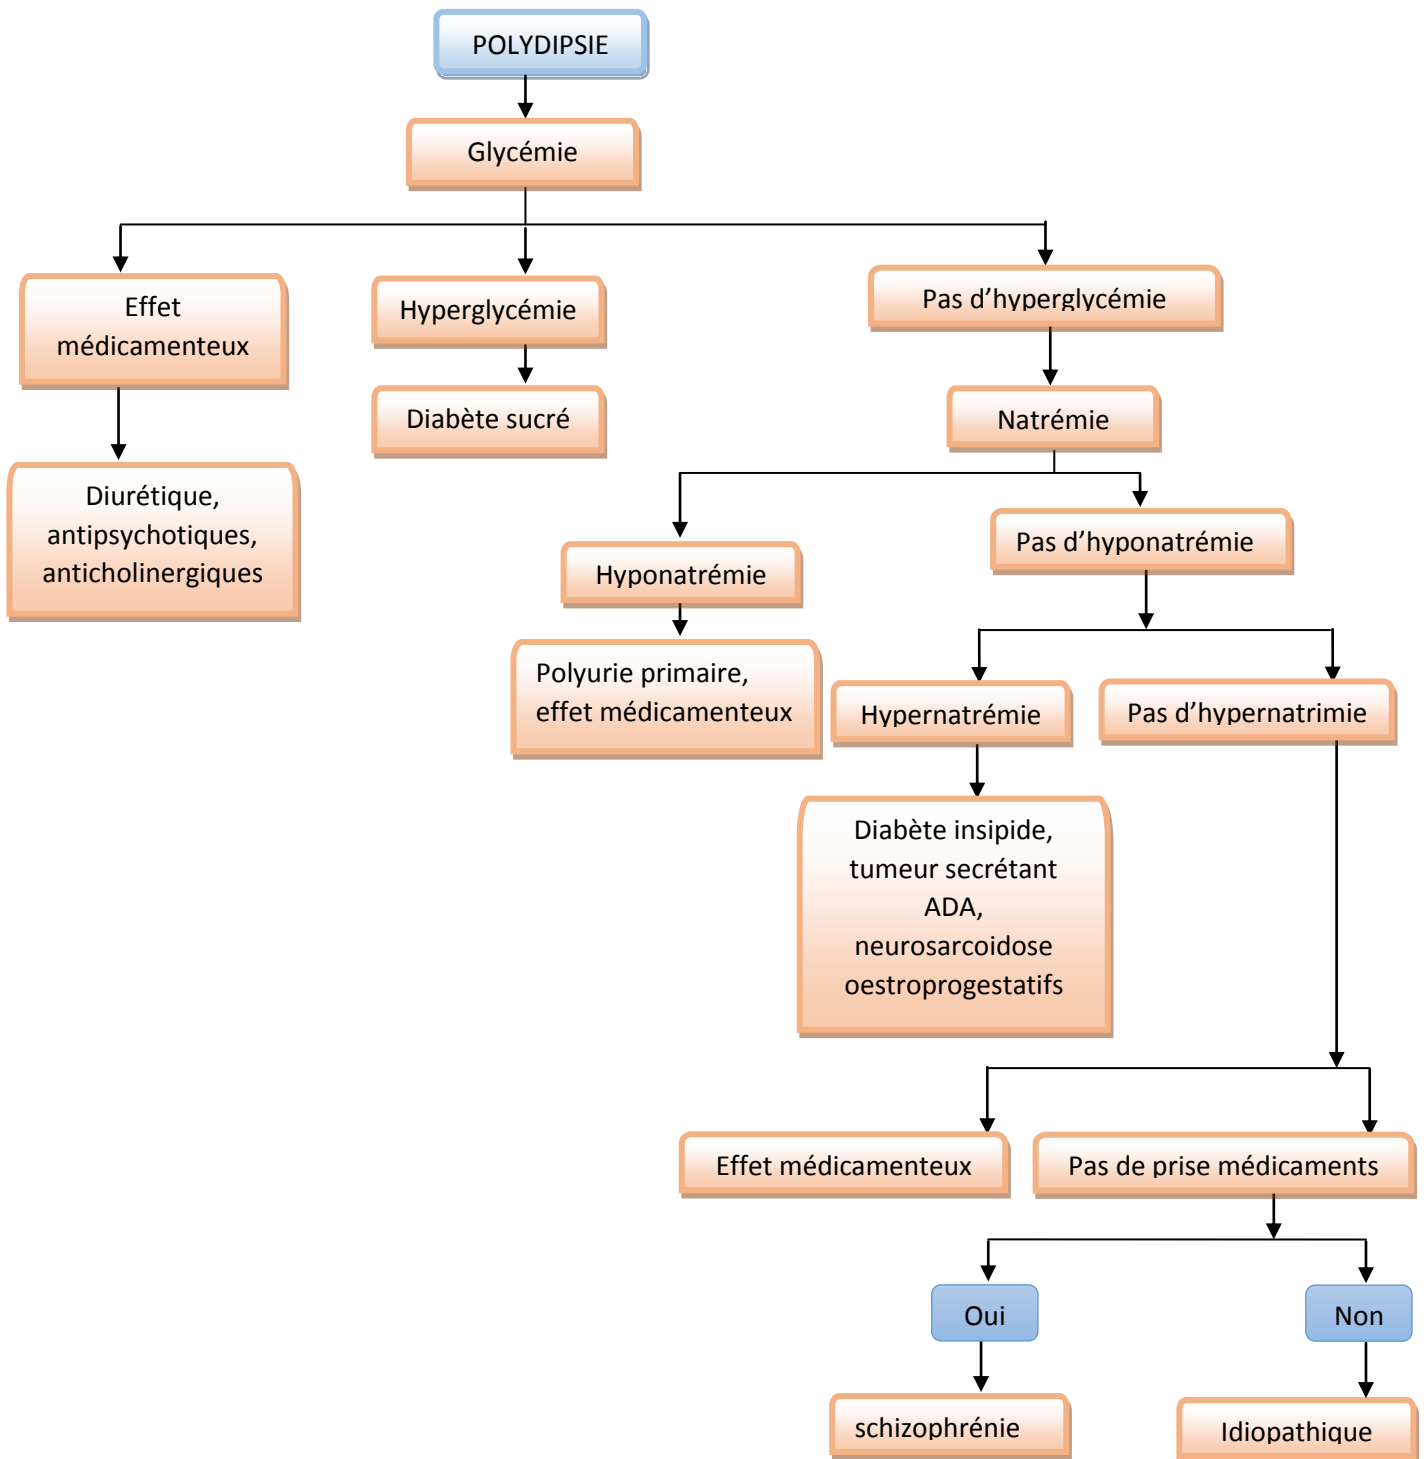 POLYDIPSIE
Glycémie
Effet
médicamenteux
Hyperglycémie
Pas d’hyperglycémie
Diabète sucré
Natrémie
Diurétique,
antipsychotiques,
anticholinergiques
Hyponatrémie
Pas d’hyponatrémie
Polyurie primaire,
effet médicamenteux
Hypernatrémie
Pas d’hypernatrimie
Diabète insipide,
tumeur secrétant
ADA,
neurosarcoidose
oestroprogestatifs
Effet médicamenteux
Pas de prise médicaments
Oui
Non
schizophrénie
Idiopathique